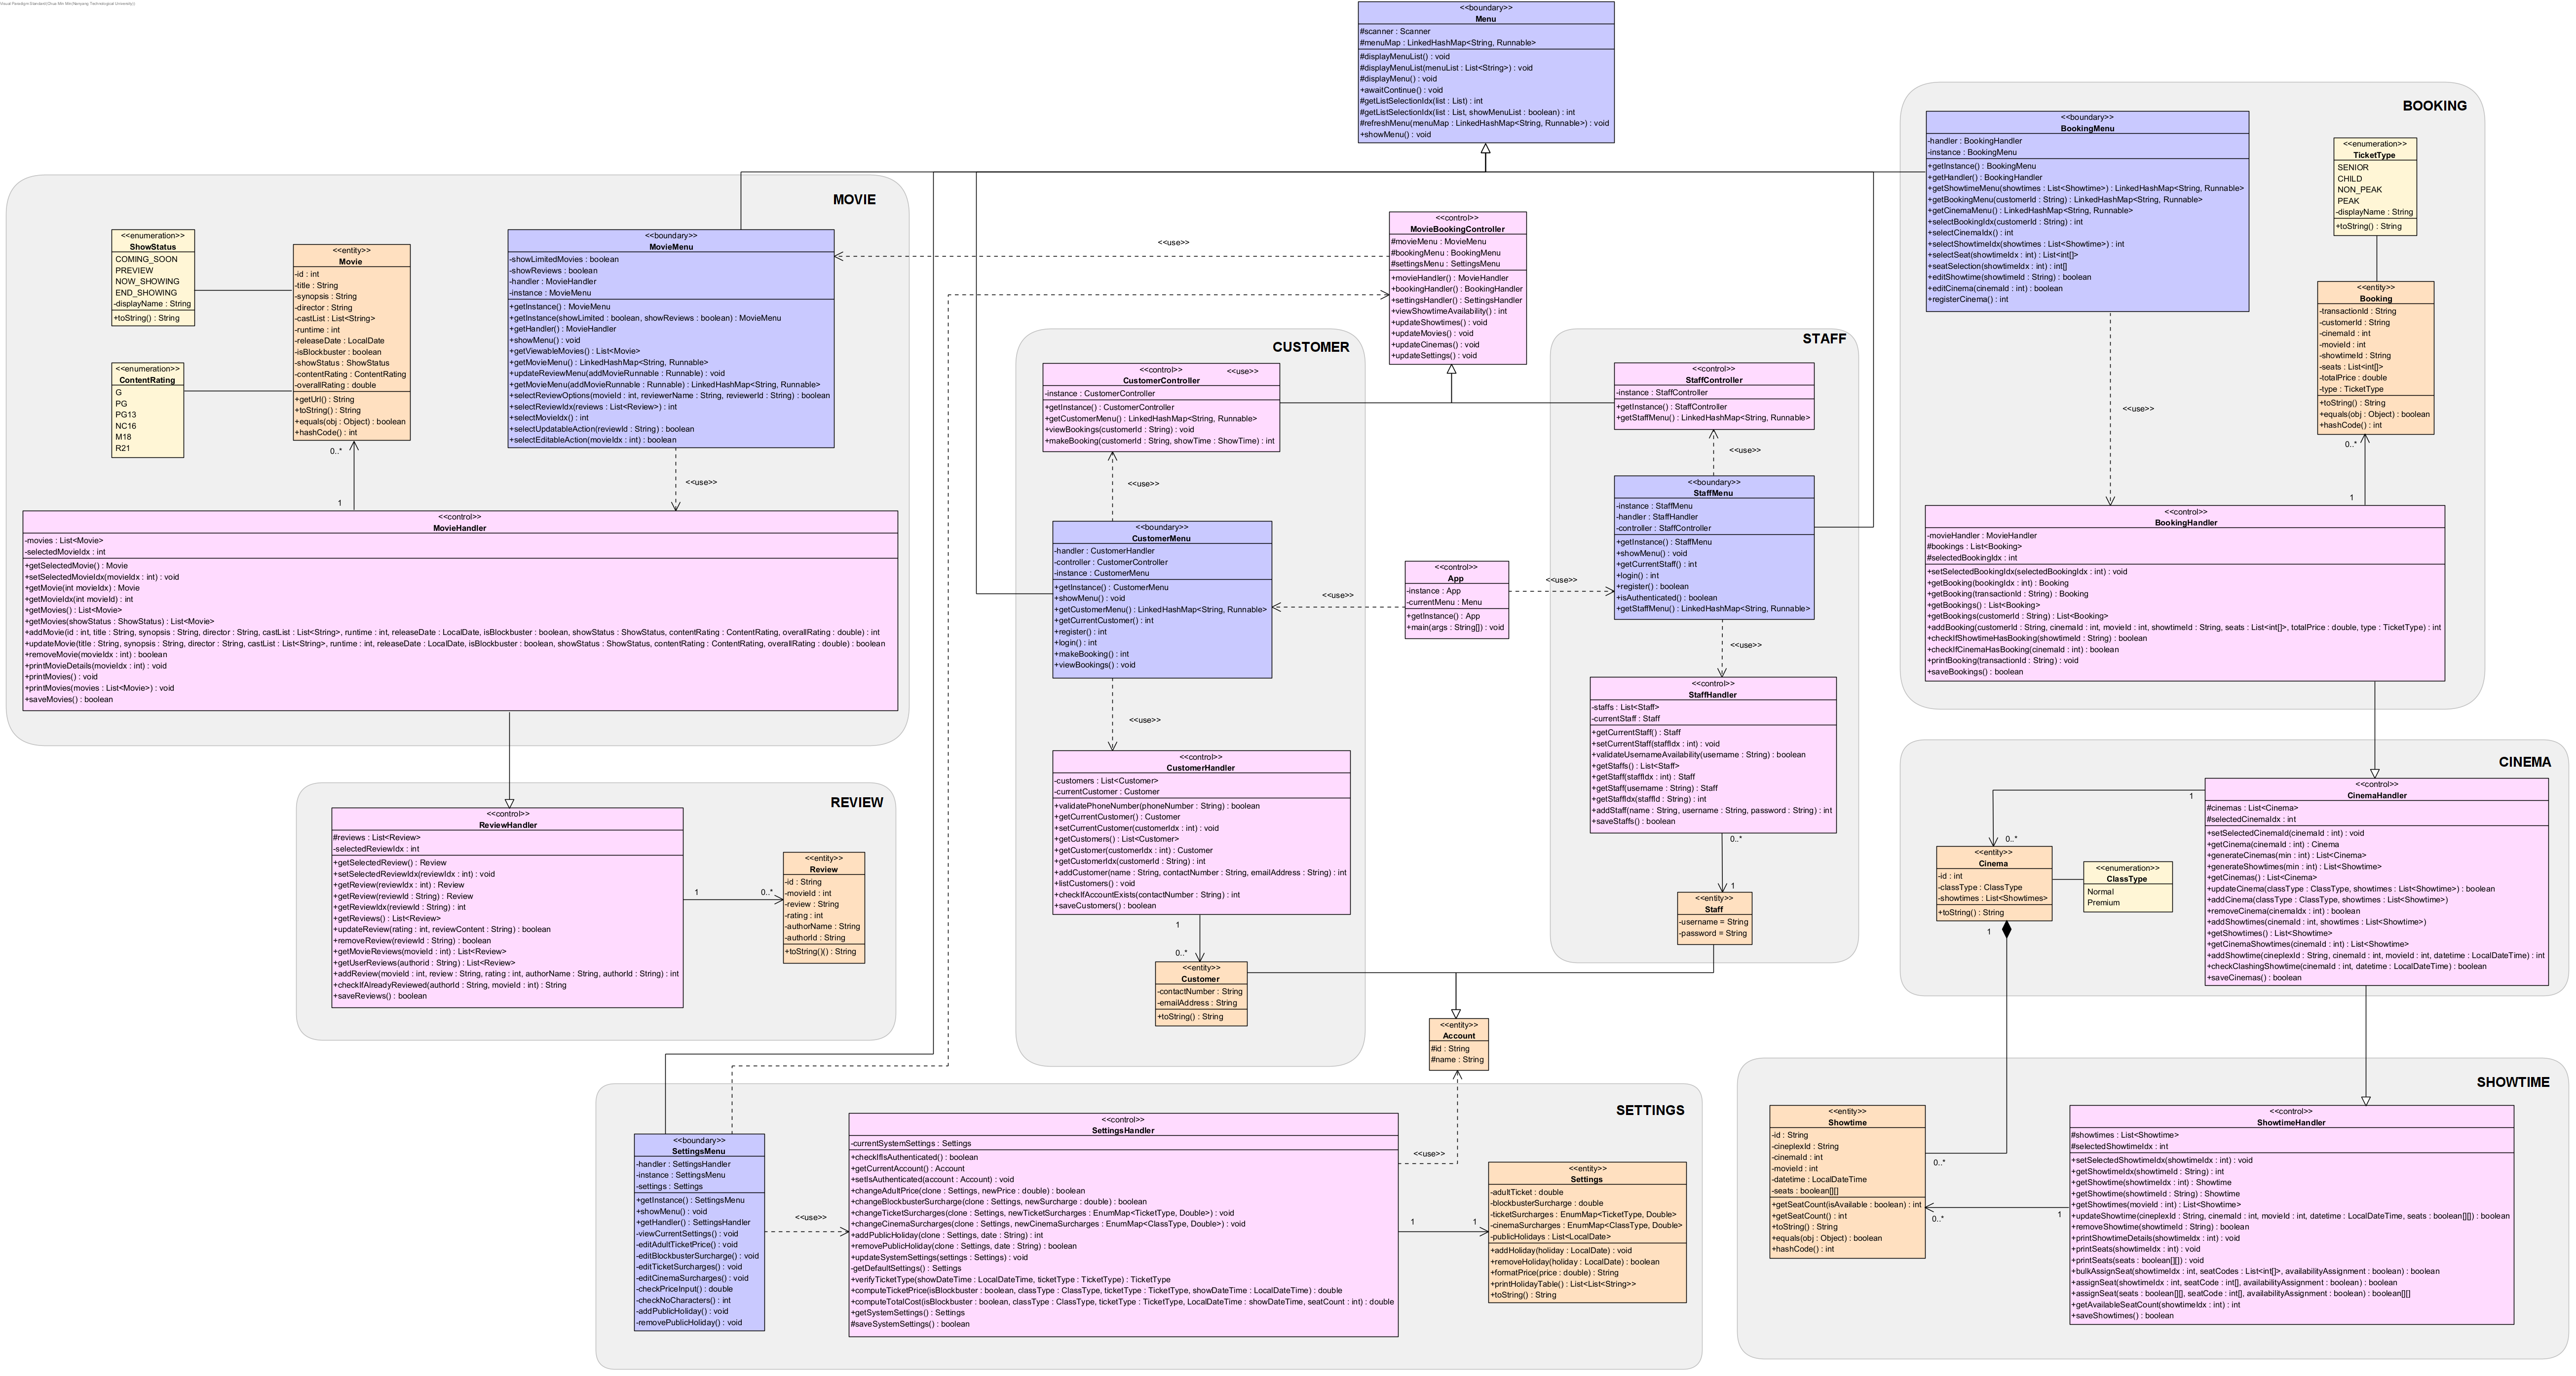 Visual Paradigm Standard(Chua Min Min(Nanyang Technological University))
<<boundary>>
Menu
#scanner : Scanner
#menuMap : LinkedHashMap<String, Runnable>
#displayMenuList() : void
#displayMenuList(menuList : List<String>) : void
#displayMenu() : void
+awaitContinue() : void
#getListSelectionIdx(list : List) : int
#getListSelectionIdx(list : List, showMenuList : boolean) : int
#refreshMenu(menuMap : LinkedHashMap<String, Runnable>) : void
+showMenu() : void
MOVIE
<<enumeration>>
ShowStatus
COMING_SOON
PREVIEW
NOW_SHOWING
END_SHOWING
-displayName : String
+toString() : String
<<enumeration>>
ContentRating
G
PG
PG13
NC16
M18
R21
<<entity>>
Movie
-id : int
-title : String
-synopsis : String
-director : String
-castList : List<String>
-runtime : int
-releaseDate : LocalDate
-isBlockbuster : boolean
-showStatus : ShowStatus
-contentRating : ContentRating
-overallRating : double
+getUrl() : String
+toString() : String
+equals(obj : Object) : boolean
+hashCode() : int
0..*
1
<<boundary>>
MovieMenu
-showLimitedMovies : boolean
-showReviews : boolean
-handler : MovieHandler
-instance : MovieMenu
+getInstance() : MovieMenu
+getInstance(showLimited : boolean, showReviews : boolean) : MovieMenu
+getHandler() : MovieHandler
+showMenu() : void
+getViewableMovies() : List<Movie>
+getMovieMenu() : LinkedHashMap<String, Runnable>
+updateReviewMenu(addMovieRunnable : Runnable) : void
+getMovieMenu(addMovieRunnable : Runnable) : LinkedHashMap<String, Runnable>
+selectReviewOptions(movieId : int, reviewerName : String, reviewerId : String) : boolean
+selectReviewIdx(reviews : List<Review>) : int
+selectMovieIdx() : int
+selectUpdatableAction(reviewId : String) : boolean
+selectEditableAction(movieIdx : int) : boolean
<<use>>
<<control>>
MovieHandler
-movies : List<Movie>
-selectedMovieIdx : int
+getSelectedMovie() : Movie
+setSelectedMovieIdx(movieIdx : int) : void
+getMovie(int movieIdx) : Movie
+getMovieIdx(int movieId) : int
+getMovies() : List<Movie>
+getMovies(showStatus : ShowStatus) : List<Movie>
+addMovie(id : int, title : String, synopsis : String, director : String, castList : List<String>, runtime : int, releaseDate : LocalDate, isBlockbuster : boolean, showStatus : ShowStatus, contentRating : ContentRating, overallRating : double) : int
+updateMovie(title : String, synopsis : String, director : String, castList : List<String>, runtime : int, releaseDate : LocalDate, isBlockbuster : boolean, showStatus : ShowStatus, contentRating : ContentRating, overallRating : double) : boolean
+removeMovie(movieIdx : int) : boolean
+printMovieDetails(movieIdx : int) : void
+printMovies() : void
+printMovies(movies : List<Movie>) : void
+saveMovies() : boolean
REVIEW
<<control>>
ReviewHandler
#reviews : List<Review>
-selectedReviewIdx : int
+getSelectedReview() : Review
+setSelectedReviewIdx(reviewIdx : int) : void
+getReview(reviewIdx : int) : Review
+getReview(reviewId : String) : Review
+getReviewIdx(reviewId : String) : int
+getReviews() : List<Review>
+updateReview(rating : int, reviewContent : String) : boolean
+removeReview(reviewId : String) : boolean
+getMovieReviews(movieId : int) : List<Review>
+getUserReviews(authorid : String) : List<Review>
+addReview(movieId : int, review : String, rating : int, authorName : String, authorId : String) : int
+checkIfAlreadyReviewed(authorId : String, movieId : int) : String
+saveReviews() : boolean
1
0..*
<<entity>>
Review
-id : String
-movieId : int
-review : String
-rating : int
-authorName : String
-authorId : String
+toString()() : String
<<use>>
<<control>>
MovieBookingController
#movieMenu : MovieMenu
#bookingMenu : BookingMenu
#settingsMenu : SettingsMenu
+movieHandler() : MovieHandler
+bookingHandler() : BookingHandler
+settingsHandler() : SettingsHandler
+viewShowtimeAvailability() : int
+updateShowtimes() : void
+updateMovies() : void
+updateCinemas() : void
+updateSettings() : void
CUSTOMER
<<control>>
<<use>>
CustomerController
-instance : CustomerController
+getInstance() : CustomerController
+getCustomerMenu() : LinkedHashMap<String, Runnable>
+viewBookings(customerId : String) : void
+makeBooking(customerId : String, showTime : ShowTime) : int
<<use>>
<<boundary>>
CustomerMenu
-handler : CustomerHandler
-controller : CustomerController
-instance : CustomerMenu
+getInstance() : CustomerMenu
+showMenu() : void
+getCustomerMenu() : LinkedHashMap<String, Runnable>
+getCurrentCustomer() : int
+register() : int
+login() : int
+makeBooking() : int
+viewBookings() : void
<<use>>
<<control>>
CustomerHandler
-customers : List<Customer>
-currentCustomer : Customer
+validatePhoneNumber(phoneNumber : String) : boolean
+getCurrentCustomer() : Customer
+setCurrentCustomer(customerIdx : int) : void
+getCustomers() : List<Customer>
+getCustomer(customerIdx : int) : Customer
+getCustomerIdx(customerId : String) : int
+addCustomer(name : String, contactNumber : String, emailAddress : String) : int
+listCustomers() : void
+checkIfAccountExists(contactNumber : String) : int
+saveCustomers() : boolean
1
0..*
<<entity>>
Customer
-contactNumber : String
-emailAddress : String
+toString() : String
<<control>>
App
-instance : App
-currentMenu : Menu
+getInstance() : App
+main(args : String[]) : void
<<use>>
<<use>>
STAFF
<<control>>
StaffController
-instance : StaffController
+getInstance() : StaffController
+getStaffMenu() : LinkedHashMap<String, Runnable>
<<use>>
<<boundary>>
StaffMenu
-instance : StaffMenu
-handler : StaffHandler
-controller : StaffController
+getInstance() : StaffMenu
+showMenu() : void
+getCurrentStaff() : int
+login() : int
+register() : boolean
+isAuthenticated() : boolean
+getStaffMenu() : LinkedHashMap<String, Runnable>
<<use>>
<<control>>
StaffHandler
-staffs : List<Staff>
-currentStaff : Staff
+getCurrentStaff() : Staff
+setCurrentStaff(staffIdx : int) : void
+validateUsernameAvailability(username : String) : boolean
+getStaffs() : List<Staff>
+getStaff(staffIdx : int) : Staff
+getStaff(username : String) : Staff
+getStaffIdx(staffId : String) : int
+addStaff(name : String, username : String, password : String) : int
+saveStaffs() : boolean
0..*
1
<<entity>>
Staff
-username = String
-password = String
<<entity>>
Account
#id : String
#name : String
SETTINGS
<<boundary>>
SettingsMenu
-handler : SettingsHandler
-instance : SettingsMenu
-settings : Settings
+getInstance() : SettingsMenu
+showMenu() : void
+getHandler() : SettingsHandler
-viewCurrentSettings() : void
-editAdultTicketPrice() : void
-editBlockbusterSurcharge() : void
-editTicketSurcharges() : void
-editCinemaSurcharges() : void
-checkPriceInput() : double
-checkNoCharacters() : int
-addPublicHoliday() : void
-removePublicHoliday() : void
<<use>>
<<control>>
SettingsHandler
-currentSystemSettings : Settings
+checkIfIsAuthenticated() : boolean
+getCurrentAccount() : Account
+setIsAuthenticated(account : Account) : void
+changeAdultPrice(clone : Settings, newPrice : double) : boolean
+changeBlockbusterSurcharge(clone : Settings, newSurcharge : double) : boolean
+changeTicketSurcharges(clone : Settings, newTicketSurcharges : EnumMap<TicketType, Double>) : void
+changeCinemaSurcharges(clone : Settings, newCinemaSurcharges : EnumMap<ClassType, Double>) : void
+addPublicHoliday(clone : Settings, date : String) : int
+removePublicHoliday(clone : Settings, date : String) : boolean
+updateSystemSettings(settings : Settings) : void
-getDefaultSettings() : Settings
+verifyTicketType(showDateTime : LocalDateTime, ticketType : TicketType) : TicketType
+computeTicketPrice(isBlockbuster : boolean, classType : ClassType, ticketType : TicketType, showDateTime : LocalDateTime) : double
+computeTotalCost(isBlockbuster : boolean, classType : ClassType, ticketType : TicketType, LocalDateTime : showDateTime, seatCount : int) : double
+getSystemSettings() : Settings
#saveSystemSettings() : boolean
<<use>>
1
1
<<entity>>
Settings
-adultTicket : double
-blockbusterSurcharge : double
-ticketSurcharges : EnumMap<TicketType, Double>
-cinemaSurcharges : EnumMap<ClassType, Double>
-publicHolidays : List<LocalDate>
+addHoliday(holiday : LocalDate) : void
+removeHoliday(holiday : LocalDate) : boolean
+formatPrice(price : double) : String
+printHolidayTable() : List<List<String>>
+toString() : String
BOOKING
<<boundary>>
BookingMenu
-handler : BookingHandler
-instance : BookingMenu
+getInstance() : BookingMenu
+getHandler() : BookingHandler
+getShowtimeMenu(showtimes : List<Showtime>) : LinkedHashMap<String, Runnable>
+getBookingMenu(customerId : String) : LinkedHashMap<String, Runnable>
+getCinemaMenu() : LinkedHashMap<String, Runnable>
+selectBookingIdx(customerId : String) : int
+selectCinemaIdx() : int
+selectShowtimeIdx(showtimes : List<Showtime>) : int
+selectSeat(showtimeIdx : int) : List<int[]>
+seatSelection(showtimeIdx : int) : int[]
+editShowtime(showtimeId : String) : boolean
+editCinema(cinemaId : int) : boolean
+registerCinema() : int
<<use>>
<<enumeration>>
TicketType
SENIOR
CHILD
NON_PEAK
PEAK
-displayName : String
+toString() : String
<<entity>>
Booking
-transactionId : String
-customerId : String
-cinemaId : int
-movieId : int
-showtimeId : String
-seats : List<int[]>
-totalPrice : double
-type : TicketType
+toString() : String
+equals(obj : Object) : boolean
+hashCode() : int
0..*
1
<<control>>
BookingHandler
-movieHandler : MovieHandler
#bookings : List<Booking>
#selectedBookingIdx : int
+setSelectedBookingIdx(selectedBookingIdx : int) : void
+getBooking(bookingIdx : int) : Booking
+getBooking(transactionId : String) : Booking
+getBookings() : List<Booking>
+getBookings(customerId : String) : List<Booking>
+addBooking(customerId : String, cinemaId : int, movieId : int, showtimeId : String, seats : List<int[]>, totalPrice : double, type : TicketType) : int
+checkIfShowtimeHasBooking(showtimeId : String) : boolean
+checkIfCinemaHasBooking(cinemaId : int) : boolean
+printBooking(transactionId : String) : void
+saveBookings() : boolean
CINEMA
<<control>>
CinemaHandler
#cinemas : List<Cinema>
#selectedCinemaIdx : int
+setSelectedCinemaId(cinemaId : int) : void
+getCinema(cinemaId : int) : Cinema
+generateCinemas(min : int) : List<Cinema>
+generateShowtimes(min : int) : List<Showtime>
+getCinemas() : List<Cinema>
+updateCinema(classType : ClassType, showtimes : List<Showtime>) : boolean
+addCinema(classType : ClassType, showtimes : List<Showtime>)
+removeCinema(cinemaIdx : int) : boolean
+addShowtimes(cinemaId : int, showtimes : List<Showtime>)
+getShowtimes() : List<Showtime>
+getCinemaShowtimes(cinemaId : int) : List<Showtime>
+addShowtime(cineplexId : String, cinemaId : int, movieId : int, datetime : LocalDateTime) : int
+checkClashingShowtime(cinemaId : int, datetime : LocalDateTime) : boolean
+saveCinemas() : boolean
1
0..*
<<entity>>
Cinema
-id : int
-classType : ClassType
-showtimes : List<Showtimes>
+toString() : String
<<enumeration>>
ClassType
Normal
Premium
1
0..*
SHOWTIME
<<entity>>
Showtime
-id : String
-cineplexId : String
-cinemaId : int
-movieId : int
-datetime : LocalDateTime
-seats : boolean[][]
+getSeatCount(isAvailable : boolean) : int
+getSeatCount() : int
+toString() : String
+equals(obj : Object) : boolean
+hashCode() : int
0..*
1
<<control>>
ShowtimeHandler
#showtimes : List<Showtime>
#selectedShowtimeIdx : int
+setSelectedShowtimeIdx(showtimeIdx : int) : void
+getShowtimeIdx(showtimeId : String) : int
+getShowtime(showtimeIdx : int) : Showtime
+getShowtime(showtimeId : String) : Showtime
+getShowtimes(movieId : int) : List<Showtime>
+updateShowtime(cineplexId : String, cinemaId : int, movieId : int, datetime : LocalDateTime, seats : boolean[][]) : boolean
+removeShowtime(showtimeId : String) : boolean
+printShowtimeDetails(showtimeIdx : int) : void
+printSeats(showtimeIdx : int) : void
+printSeats(seats : boolean[][]) : void
+bulkAssignSeat(showtimeIdx : int, seatCodes : List<int[]>, availabilityAssignment : boolean) : boolean
+assignSeat(showtimeIdx : int, seatCode : int[], availabilityAssignment : boolean) : boolean
+assignSeat(seats : boolean[][], seatCode : int[], availabilityAssignment : boolean) : boolean[][]
+getAvailableSeatCount(showtimeIdx : int) : int
+saveShowtimes() : boolean